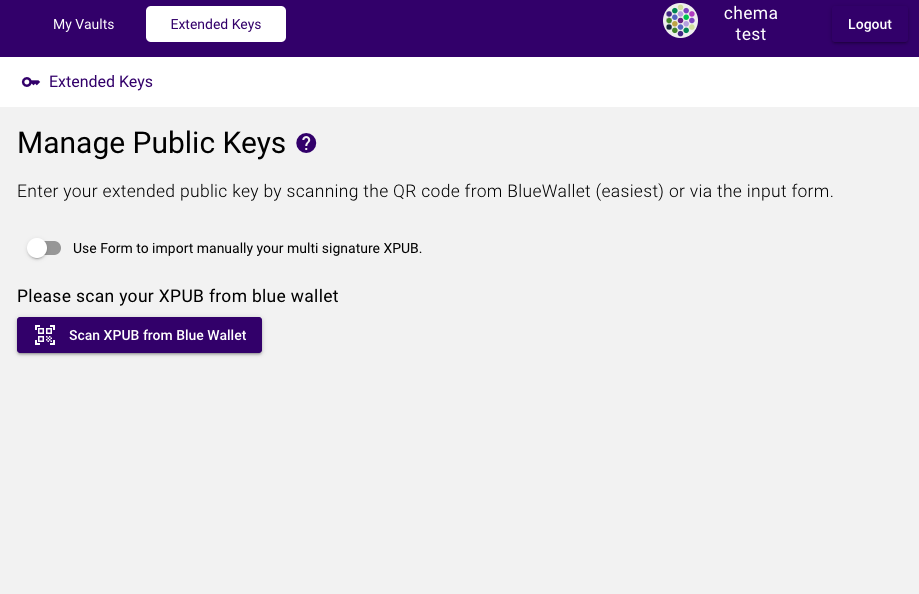 My Vaults
Extended Keys
chema
test
Logout
Extended Keys
Manage Public Keys ?
Enter your extended public key by scanning the QR code from BlueWallet (easiest) or via the input form.
Use Form to import manually your multi signature XPUB.
Please scan your XPUB from blue wallet
Scan XPUB from Blue Wallet